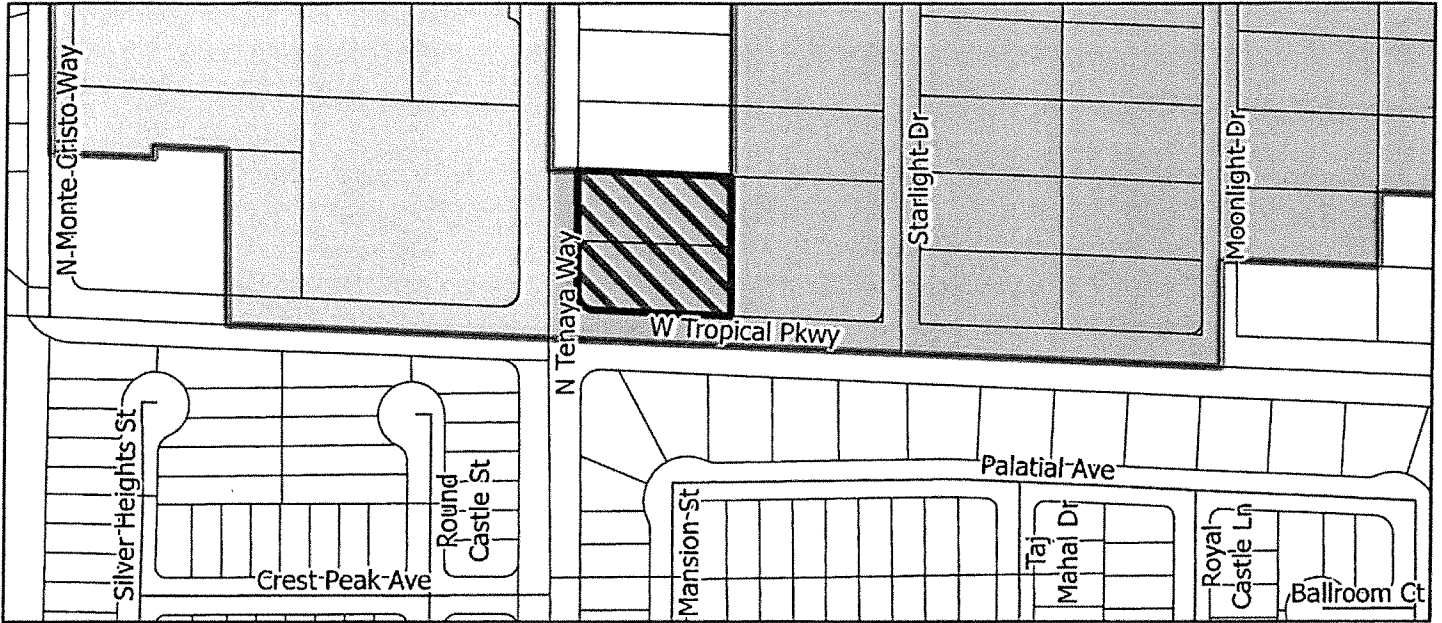 N Monte Cristo Way
Starlight Dr
Moonlight Dr
N Tenaya Way
W Tropical Pkwy
Silver Heights St
Round
Castle St
Crest Peak Ave
Mansion St
Palatial Ave
Taj
Mahal Dr
Royal
Castle Ln
Ballroom Ct